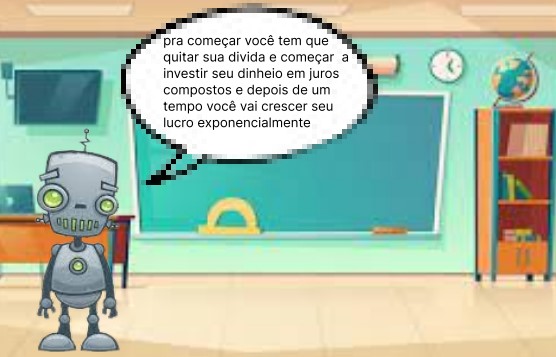 pra começar você tem que
quitar sua divida e começar a
investir seu dinheio em juros
compostos e depois de um
tempo você vai crescer seu
lucro exponencialmente